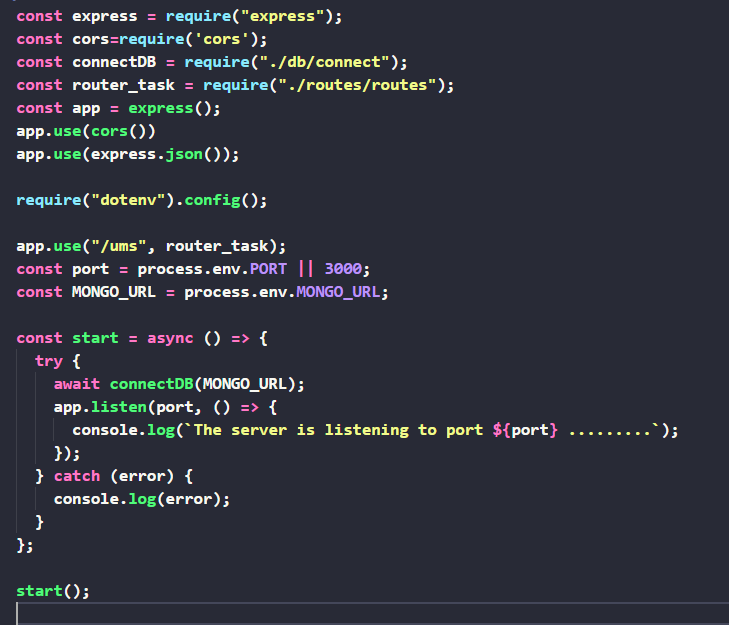 const express = require("express");
const cors=require('cors');
const connectDB = require("./db/connect");
const router_task = require("./routes/routes");
const app = express();
app.use(cors())
app.use(express.json());

require("dotenv").config();

app.use("/ums", router_task);
const port = process.env.PORT || 3000;
const MONGO_URL = process.env.MONGO_URL;

const start = async () => {
  try {
    await connectDB(MONGO_URL);
    app.listen(port, () => {
      console.log(`The server is listening to port ${port} .........`);
    });
  } catch (error) {
    console.log(error);
  }
};

start();